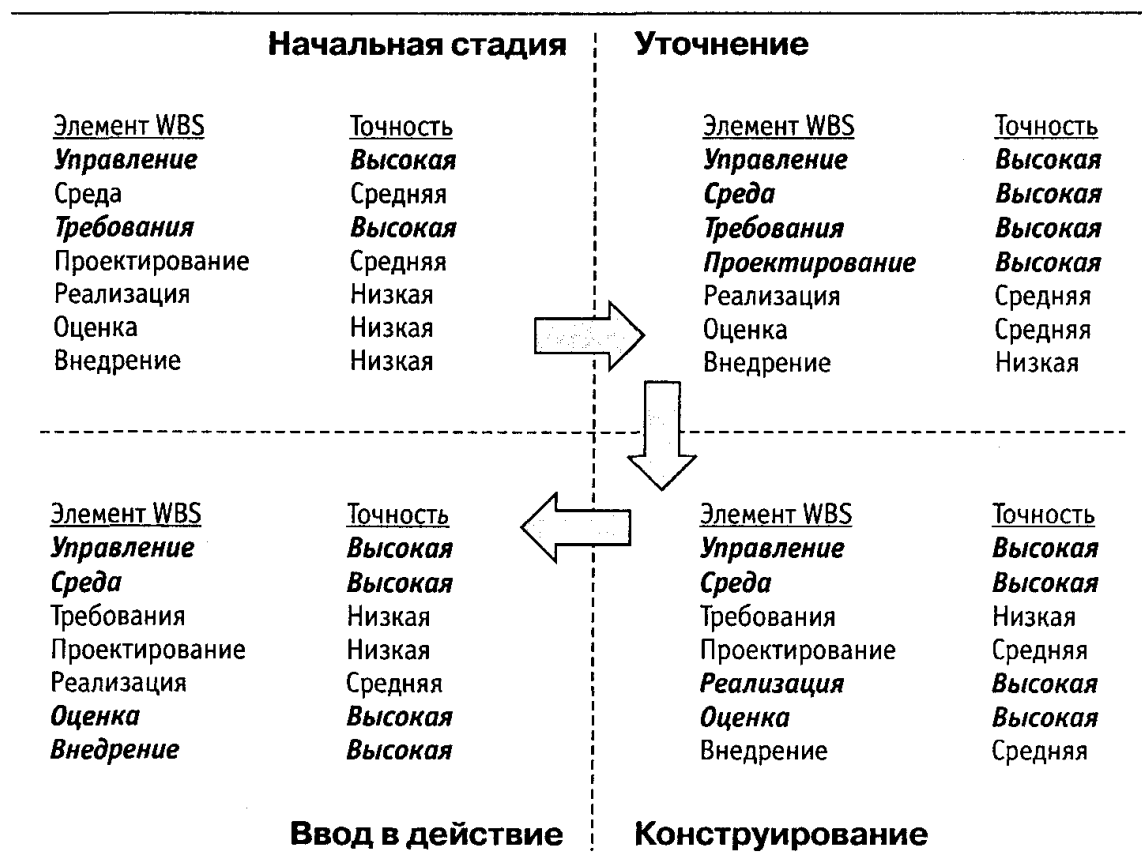 Начальная стадия
Элемент WBS Точность
Управление Высокая
Среда Средняя
Требования Высокая
Проектирование Средняя
Реализация Низкая
Оценка Низкая
Внедрение Низкая
Уточнение
Элемент WBS Точность
Управление Высокая
Среда Высокая
Требования Высокая
Проектирование Высокая
Реализация Средняя
Оценка Средняя
Внедрение Низкая
Элемент WBS Точность
Управление Высокая
Среда Высокая
Требования Низкая
Проектирование Низкая
Реализация Средняя
Оценка Высокая
Внедрение Высокая
Ввод в действие
Элемент WBS Точность
Управление Высокая
Среда Высокая
Требования Низкая
Проектирование Средняя
Реализация Высокая
Оценка Высокая
Внедрение Средняя
Конструирование